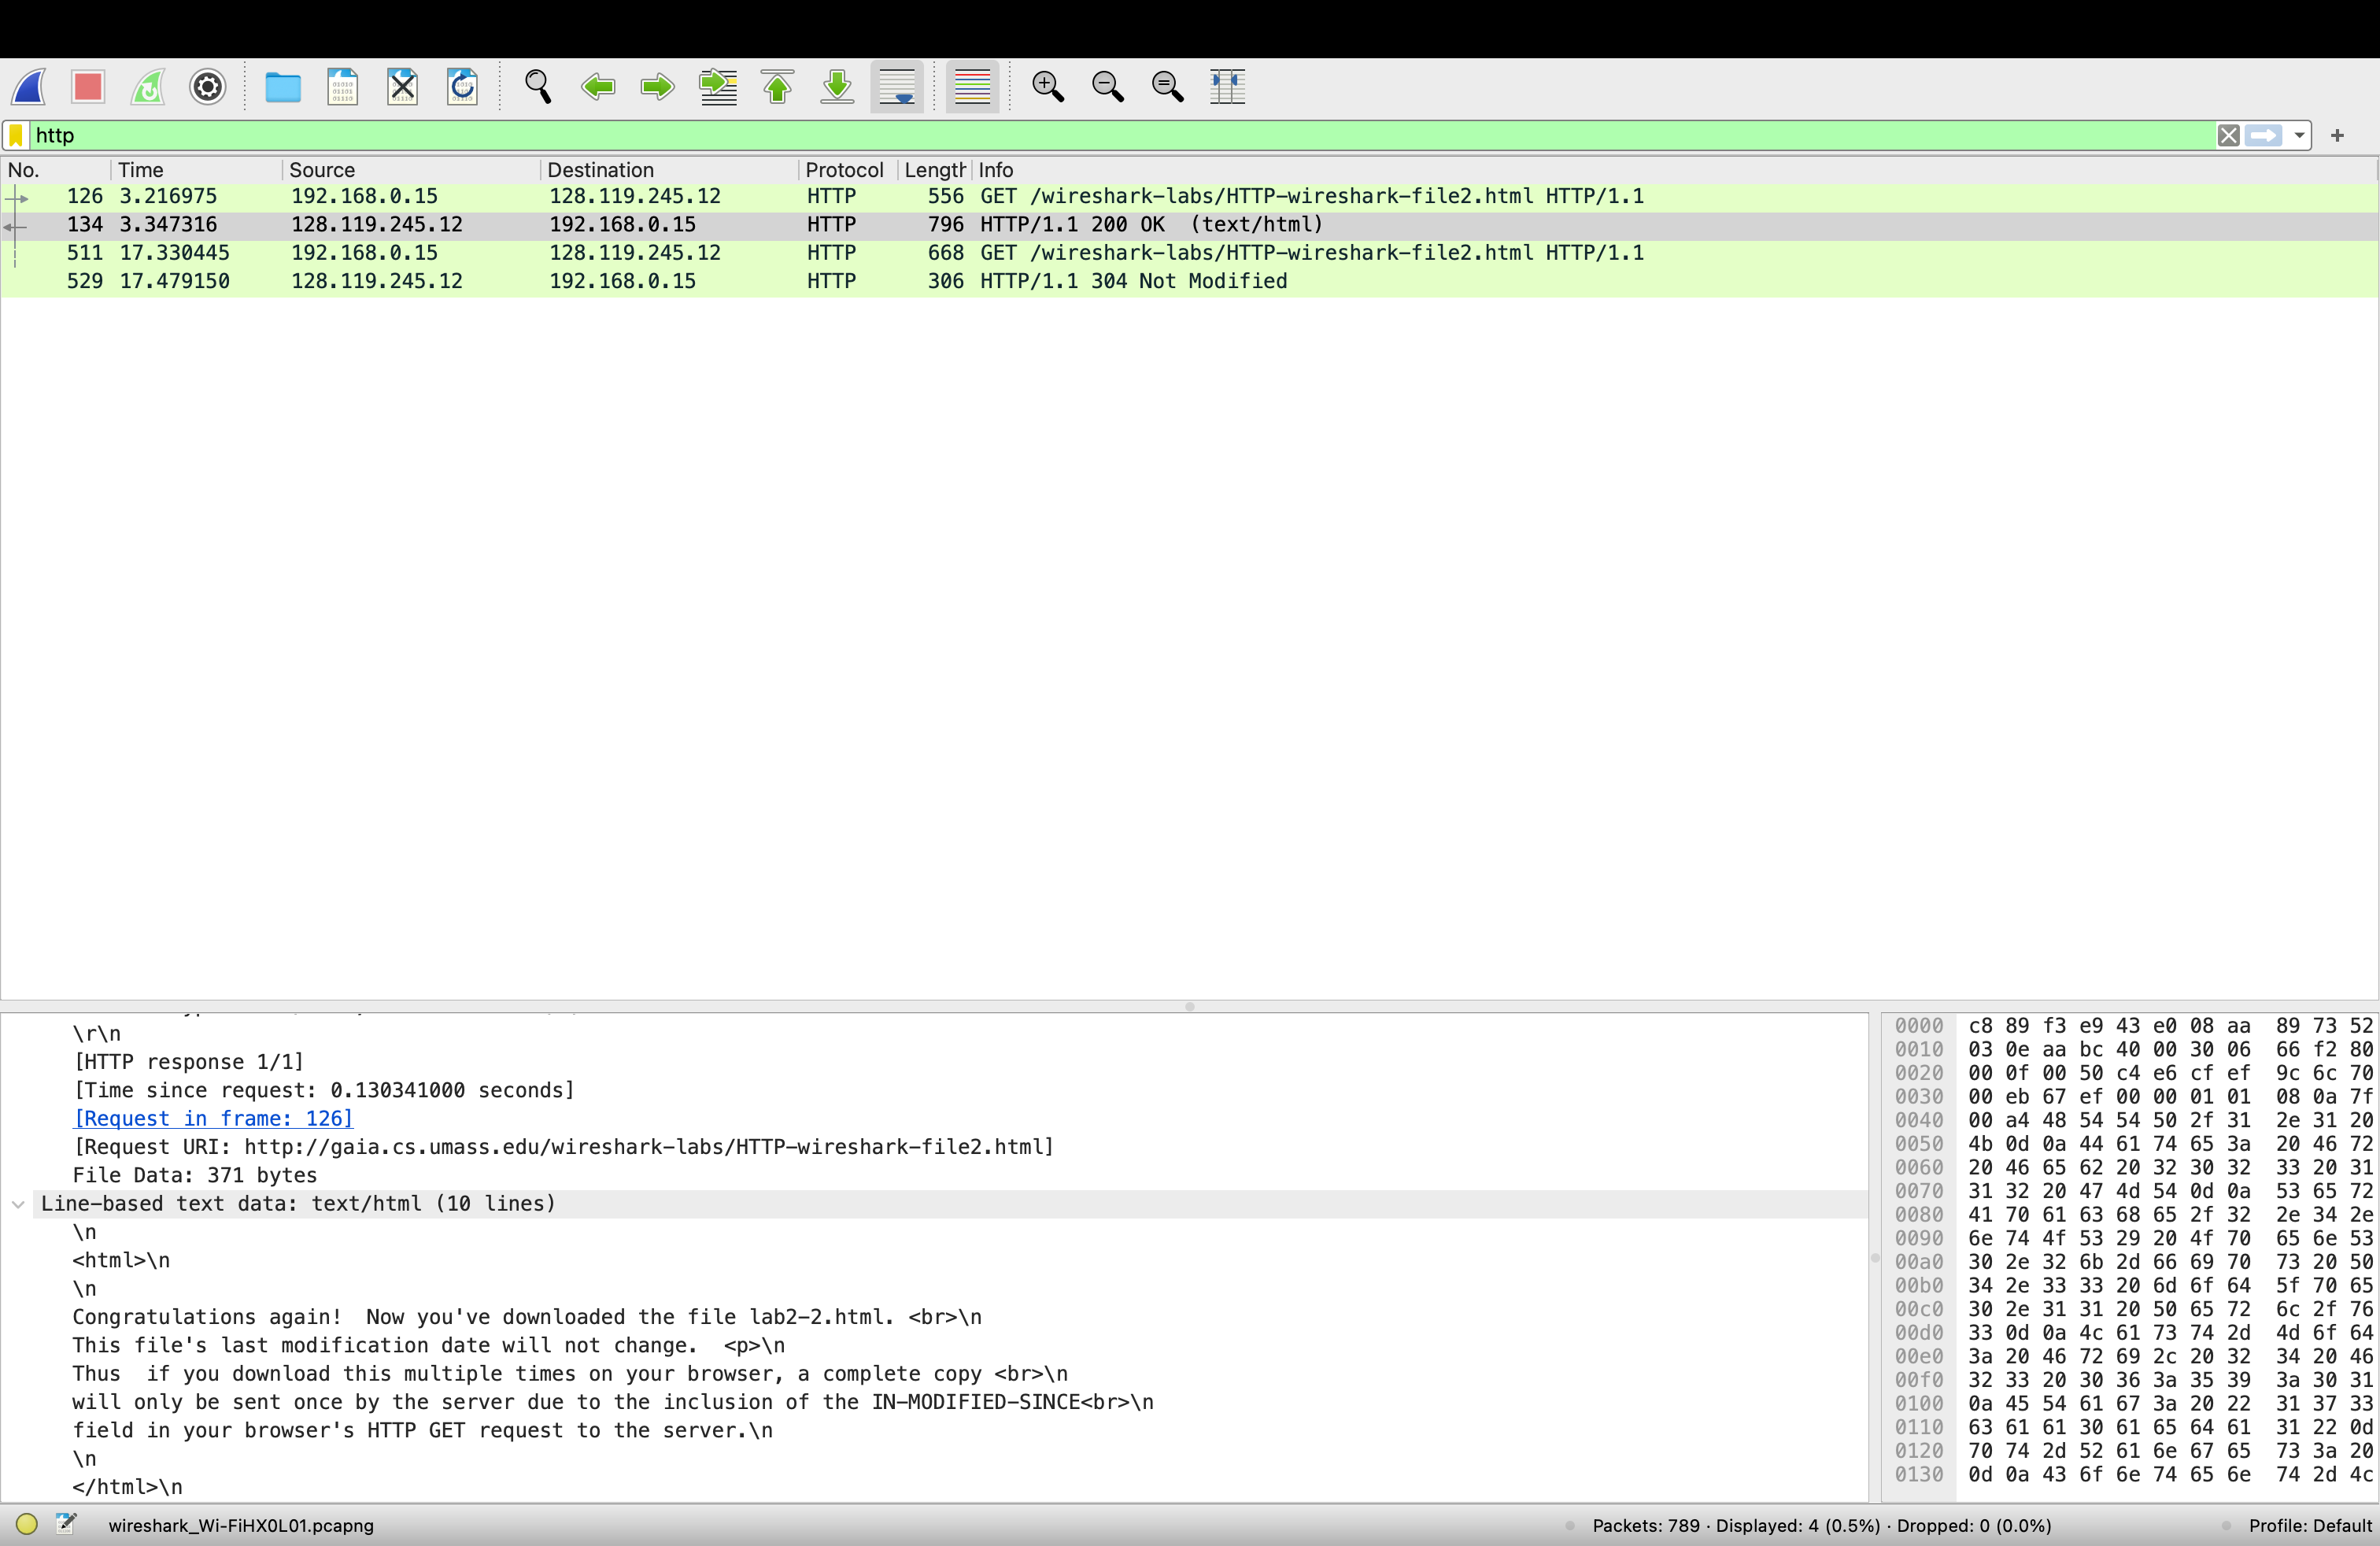 http
No. Time Source Destination Protocol Length Info
126 3.216975 192.168.0.15 128.119.245.12 HTTP 556 GET /wireshark-labs/HTTP-wireshark-file2.html HTTP/1.1
134 3.347316 128.119.245.12 192.168.0.15 HTTP 796 HTTP/1.1 200 OK  (text/html)
511 17.330445 192.168.0.15 128.119.245.12 HTTP 668 GET /wireshark-labs/HTTP-wireshark-file2.html HTTP/1.1
529 17.479150 128.119.245.12 192.168.0.15 HTTP 306 HTTP/1.1 304 Not Modified
\r\n
[HTTP response 1/1]
[Time since request: 0.130341000 seconds]
[Request in frame: 126]
[Request URI: http://gaia.cs.umass.edu/wireshark-labs/HTTP-wireshark-file2.html]
File Data: 371 bytes
Line-based text data: text/html (10 lines)
\n
<html>\n
\n
Congratulations again!  Now you've downloaded the file lab2-2.html. <br>\n
This file's last modification date will not change.  <p>\n
Thus  if you download this multiple times on your browser, a complete copy <br>\n
will only be sent once by the server due to the inclusion of the IN-MODIFIED-SINCE<br>\n
field in your browser's HTTP GET request to the server.\n
\n
</html>\n
0000 c8 89 f3 e9 43 e0 08 aa 89 73 52
0010 03 0e aa bc 40 00 30 06 66 f2 80
0020 00 0f 00 50 c4 e6 cf ef 9c 6c 70
0030 00 eb 67 ef 00 00 01 01 08 0a 7f
0040 00 a4 48 54 54 50 2f 31 2e 31 20
0050 4b 0d 0a 44 61 74 65 3a 20 46 72
0060 20 46 65 62 20 32 30 32 33 20 31
0070 31 32 20 47 4d 54 0d 0a 53 65 72
0080 41 70 61 63 68 65 2f 32 2e 34 2e
0090 6e 74 4f 53 29 20 4f 70 65 6e 53
00a0 30 2e 32 6b 2d 66 69 70 73 20 50
00b0 34 2e 33 33 20 6d 6f 64 5f 70 65
00c0 30 2e 31 31 20 50 65 72 6c 2f 76
00d0 33 0d 0a 4c 61 73 74 2d 4d 6f 64
00e0 3a 20 46 72 69 2c 20 32 34 20 46
00f0 32 33 20 30 36 3a 35 39 3a 30 31
0100 0a 45 54 61 67 3a 20 22 31 37 33
0110 63 61 61 30 61 65 64 61 31 22 0d
0120 70 74 2d 52 61 6e 67 65 73 3a 20
0130 0d 0a 43 6f 6e 74 65 6e 74 2d 4c
wireshark_Wi-FiHX0L01.pcapng Packets: 789 · Displayed: 4 (0.5%) · Dropped: 0 (0.0%) Profile: Default